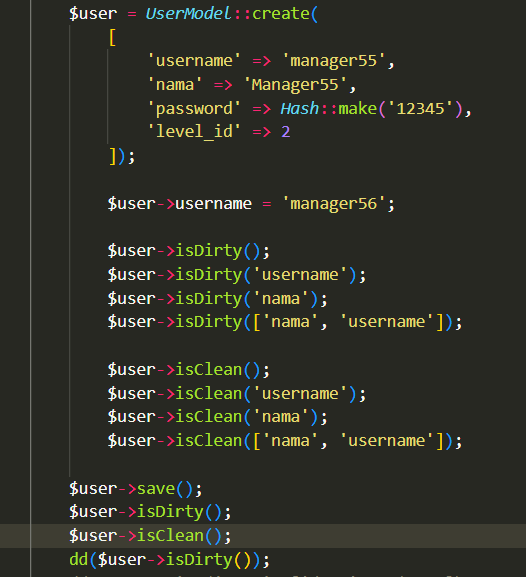 $user = UserModel::create(
[
'username' => 'manager55',
'nama' => 'Manager55',
'password' => Hash::make('12345'),
'level_id' => 2
]);
$user->username = 'manager56';
$user->isDirty();
$user->isDirty('username');
$user->isDirty('nama');
$user->isDirty(['nama', 'username']);
$user->isClean();
$user->isClean('username');
$user->isClean('nama');
$user->isClean(['nama', 'username']);
$user->save();
$user->isDirty();
$user->isClean();
dd($user->isDirty());